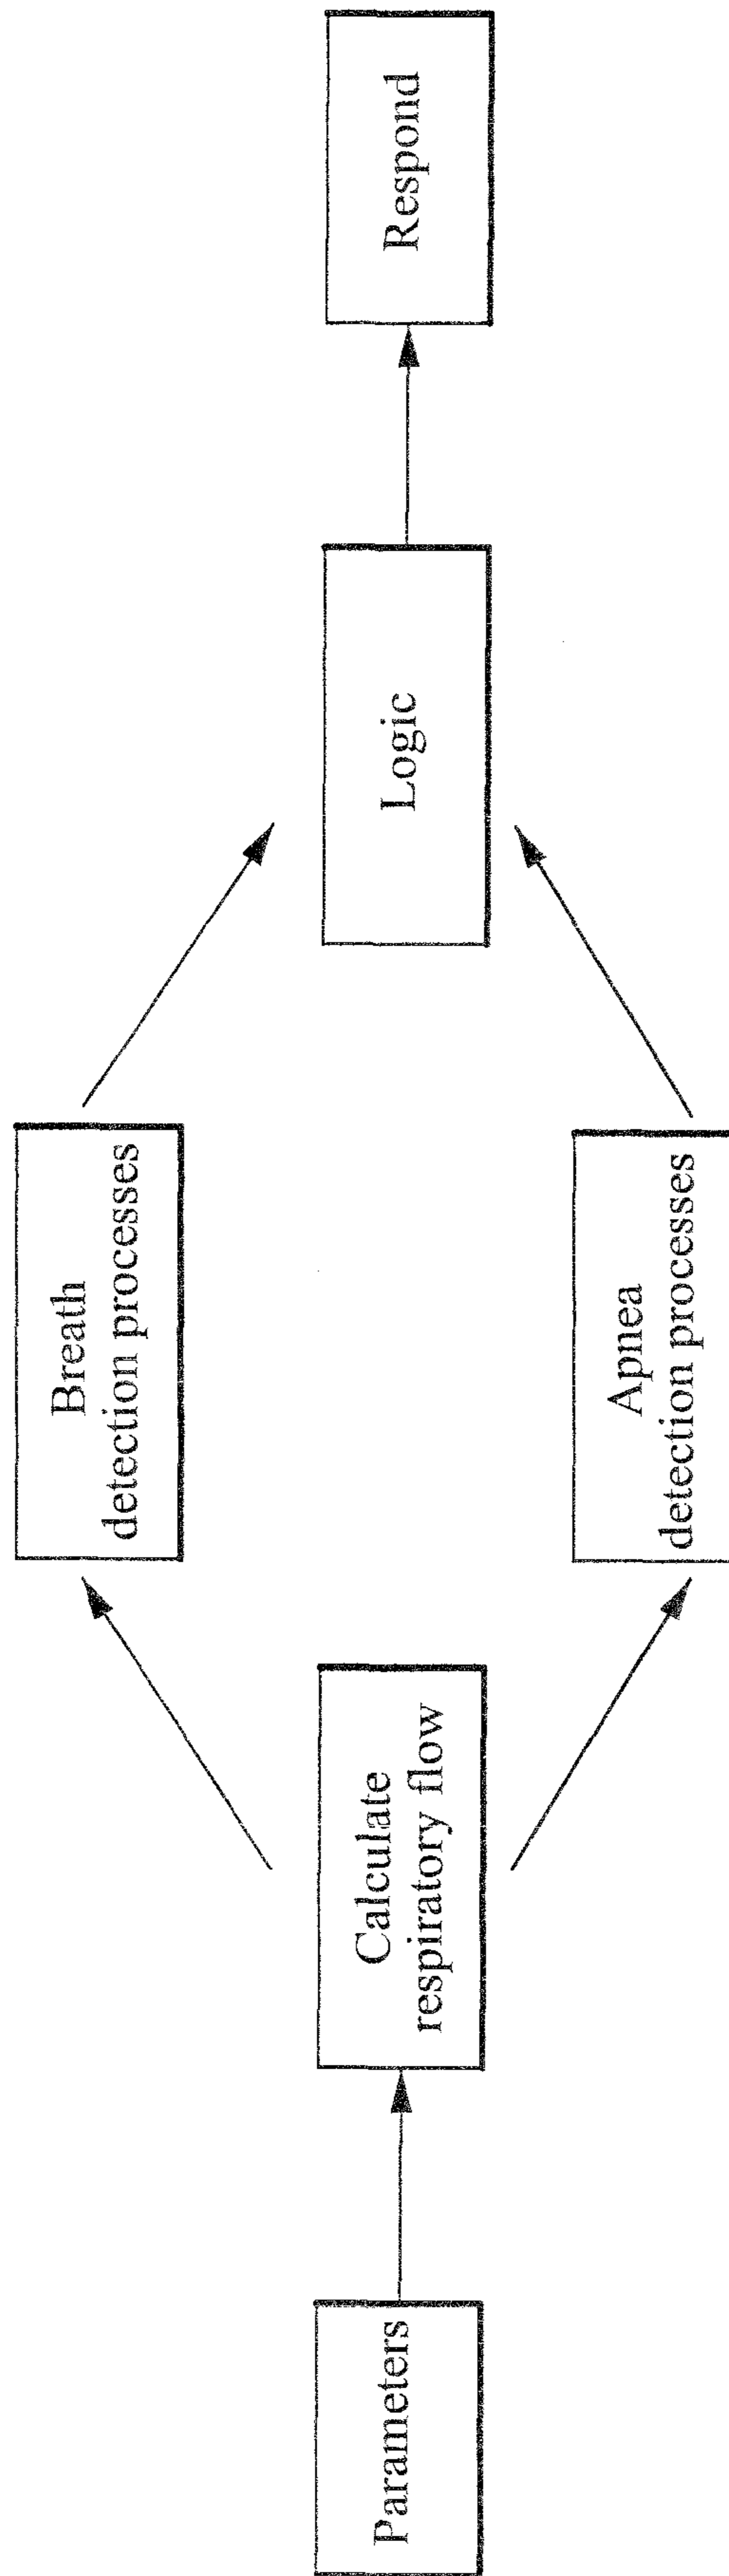 Parameters
Calculate
respiratory flow
Breath
detection processes
Apnea
detection processes
Logic
Respond